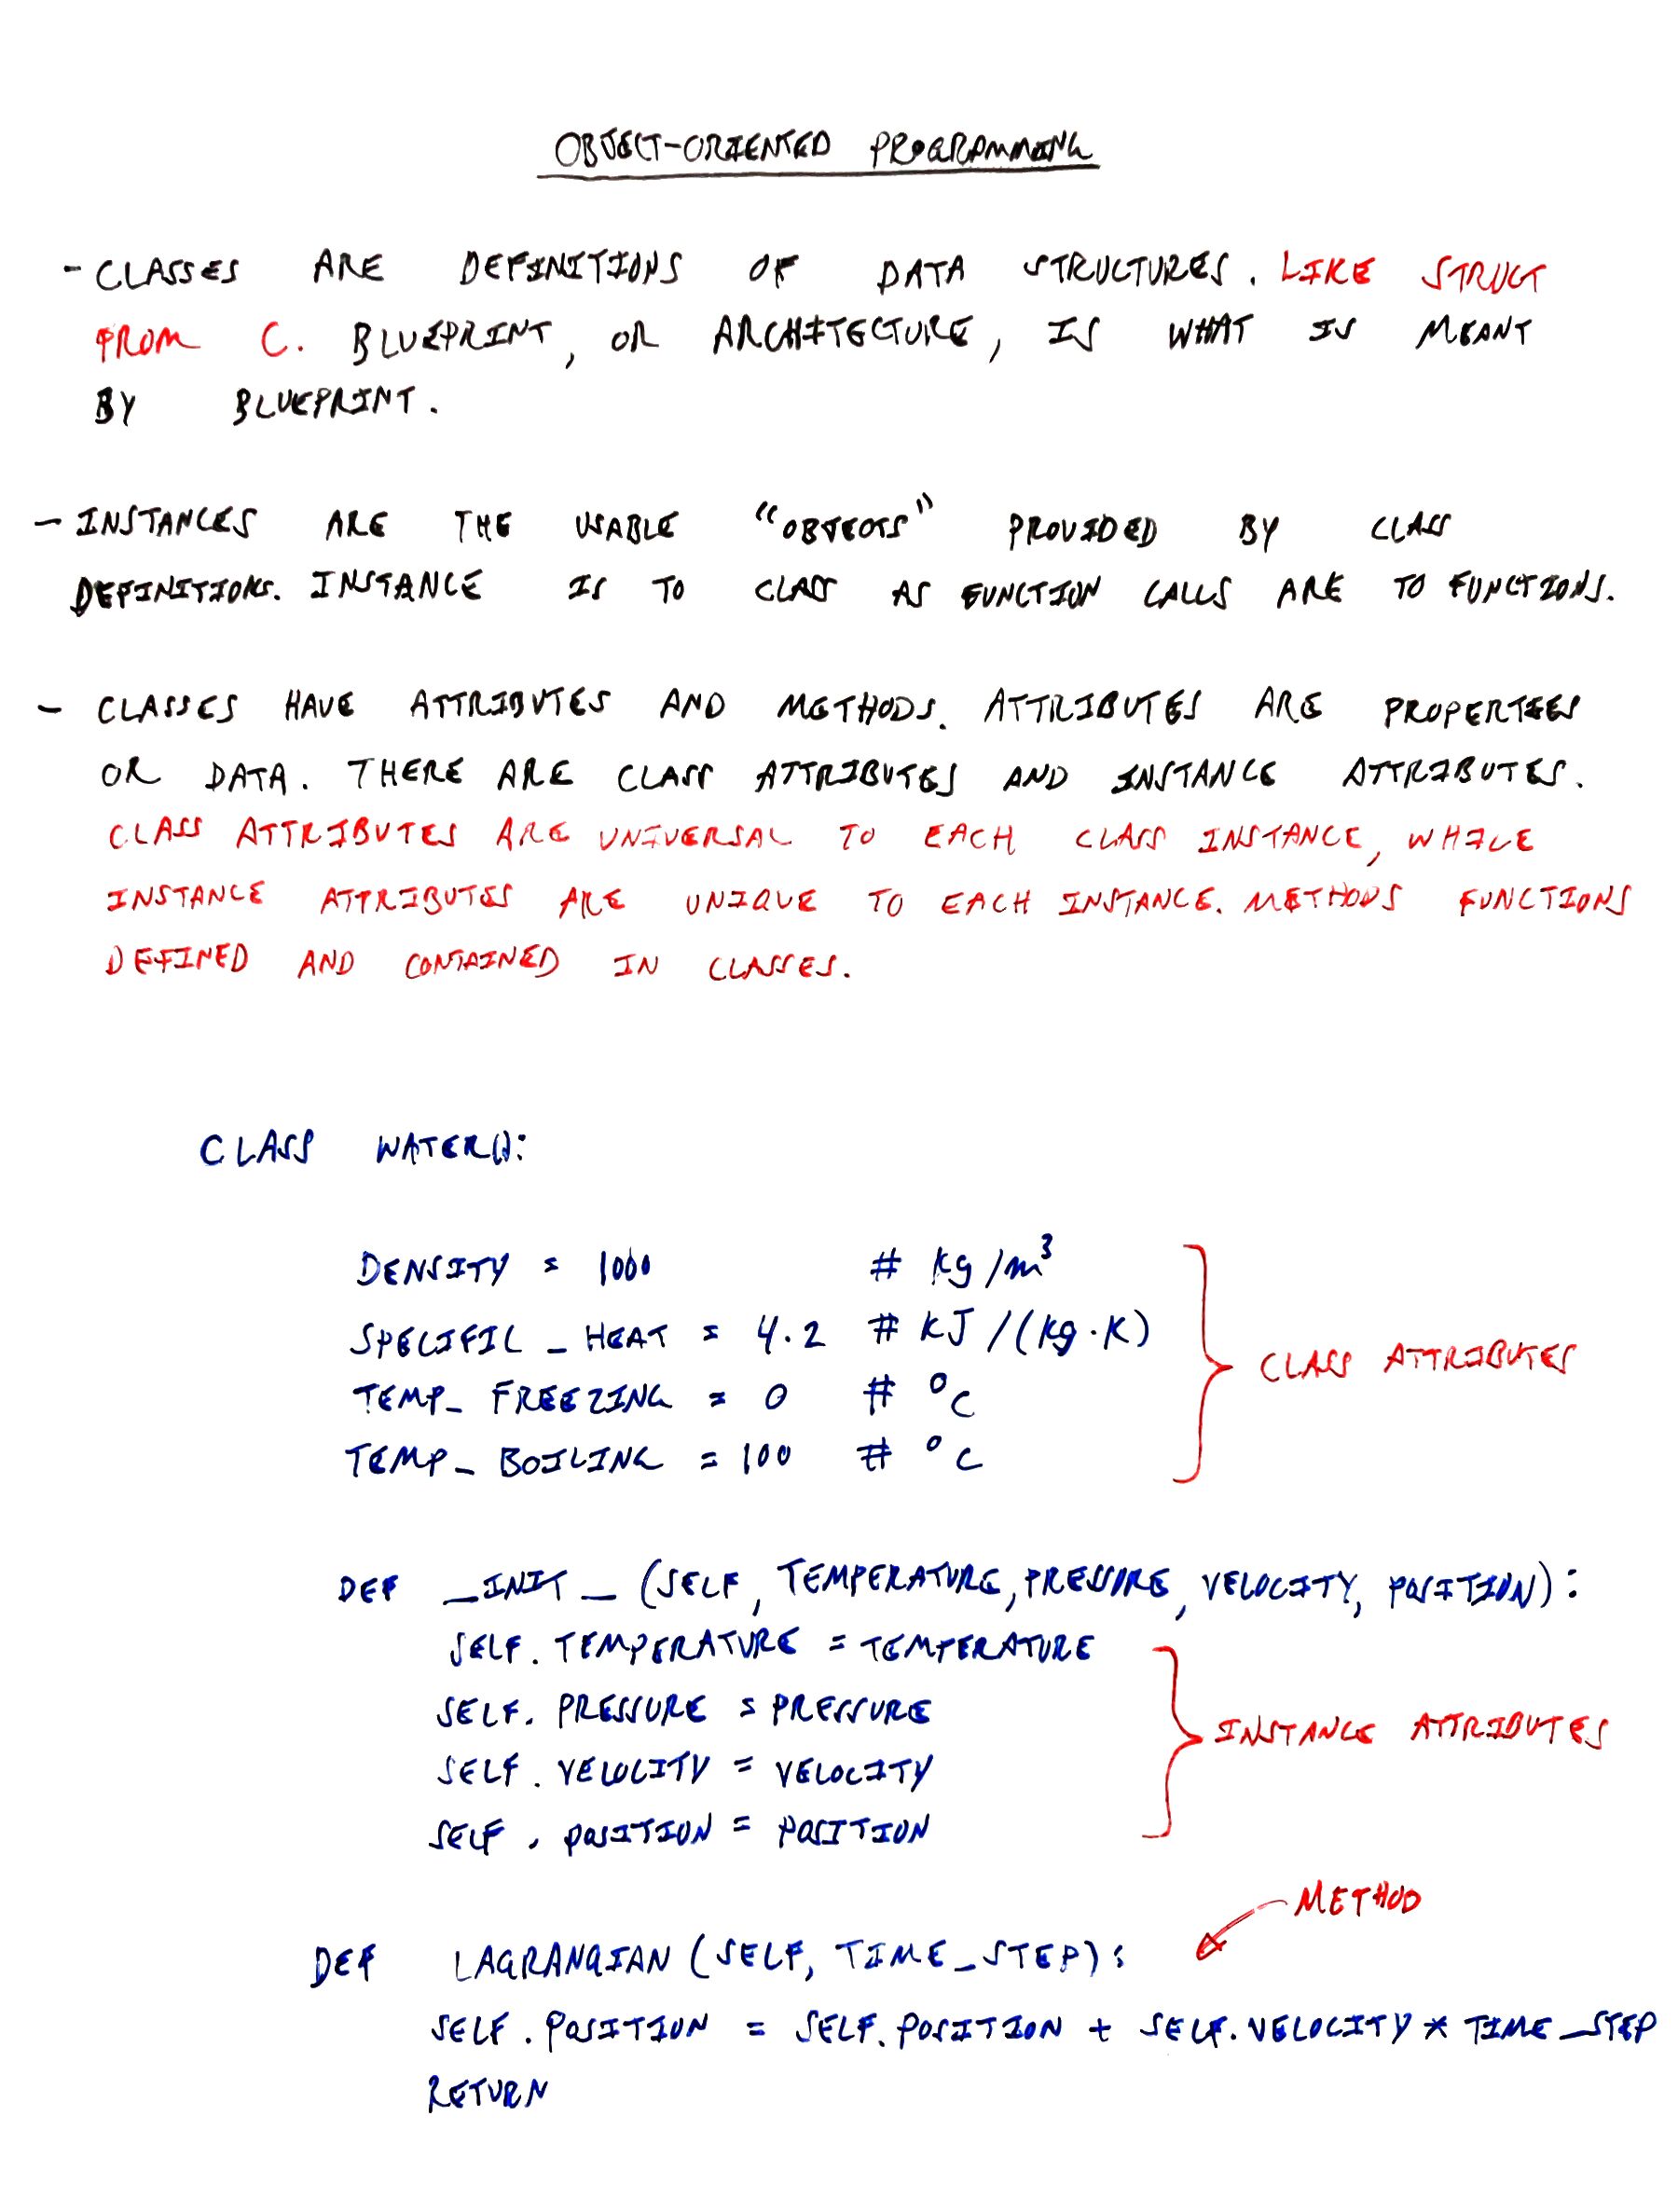 OBJECT-ORIENTED PROGRAMMING
- CLASSES ARE DEFINITIONS OF DATA STRUCTURES. LIKE STRUCT
FROM C. BLUEPRINT, OR ARCHITECTURE, IS WHAT IS MEANT
BY BLUEPRINT.
- INSTANCES ARE THE USABLE "OBJECTS" PROVIDED BY CLASS
DEFINITIONS. INSTANCE IS TO CLASS AS FUNCTION CALLS ARE TO FUNCTIONS.
- CLASSES HAVE ATTRIBUTES AND METHODS. ATTRIBUTES ARE PROPERTIES
OR DATA. THERE ARE CLASS ATTRIBUTES AND INSTANCE ATTRIBUTES.
CLASS ATTRIBUTES ARE UNIVERSAL TO EACH CLASS INSTANCE, WHILE
INSTANCE ATTRIBUTES ARE UNIQUE TO EACH INSTANCE. METHODS FUNCTIONS
DEFINED AND CONTAINED IN CLASSES.
CLASS WATER():
DENSITY = 1000 # kg/m³
SPECIFIC_HEAT = 4.2 # KJ/(kg·K)
TEMP_FREEZING = 0 # °C
CLASS ATTRIBUTES
TEMP_BOILING = 100 # °C
DEF _INIT_ (SELF, TEMPERATURE, PRESSURE, VELOCITY, POSITION):
SELF.TEMPERATURE = TEMPERATURE
SELF.PRESSURE = PRESSURE
INSTANCE ATTRIBUTES
SELF.VELOCITY = VELOCITY
SELF.POSITION = POSITION
METHOD
DEF LAGRANGIAN (SELF, TIME_STEP):
SELF.POSITION = SELF.POSITION + SELF.VELOCITY * TIME_STEP
RETURN